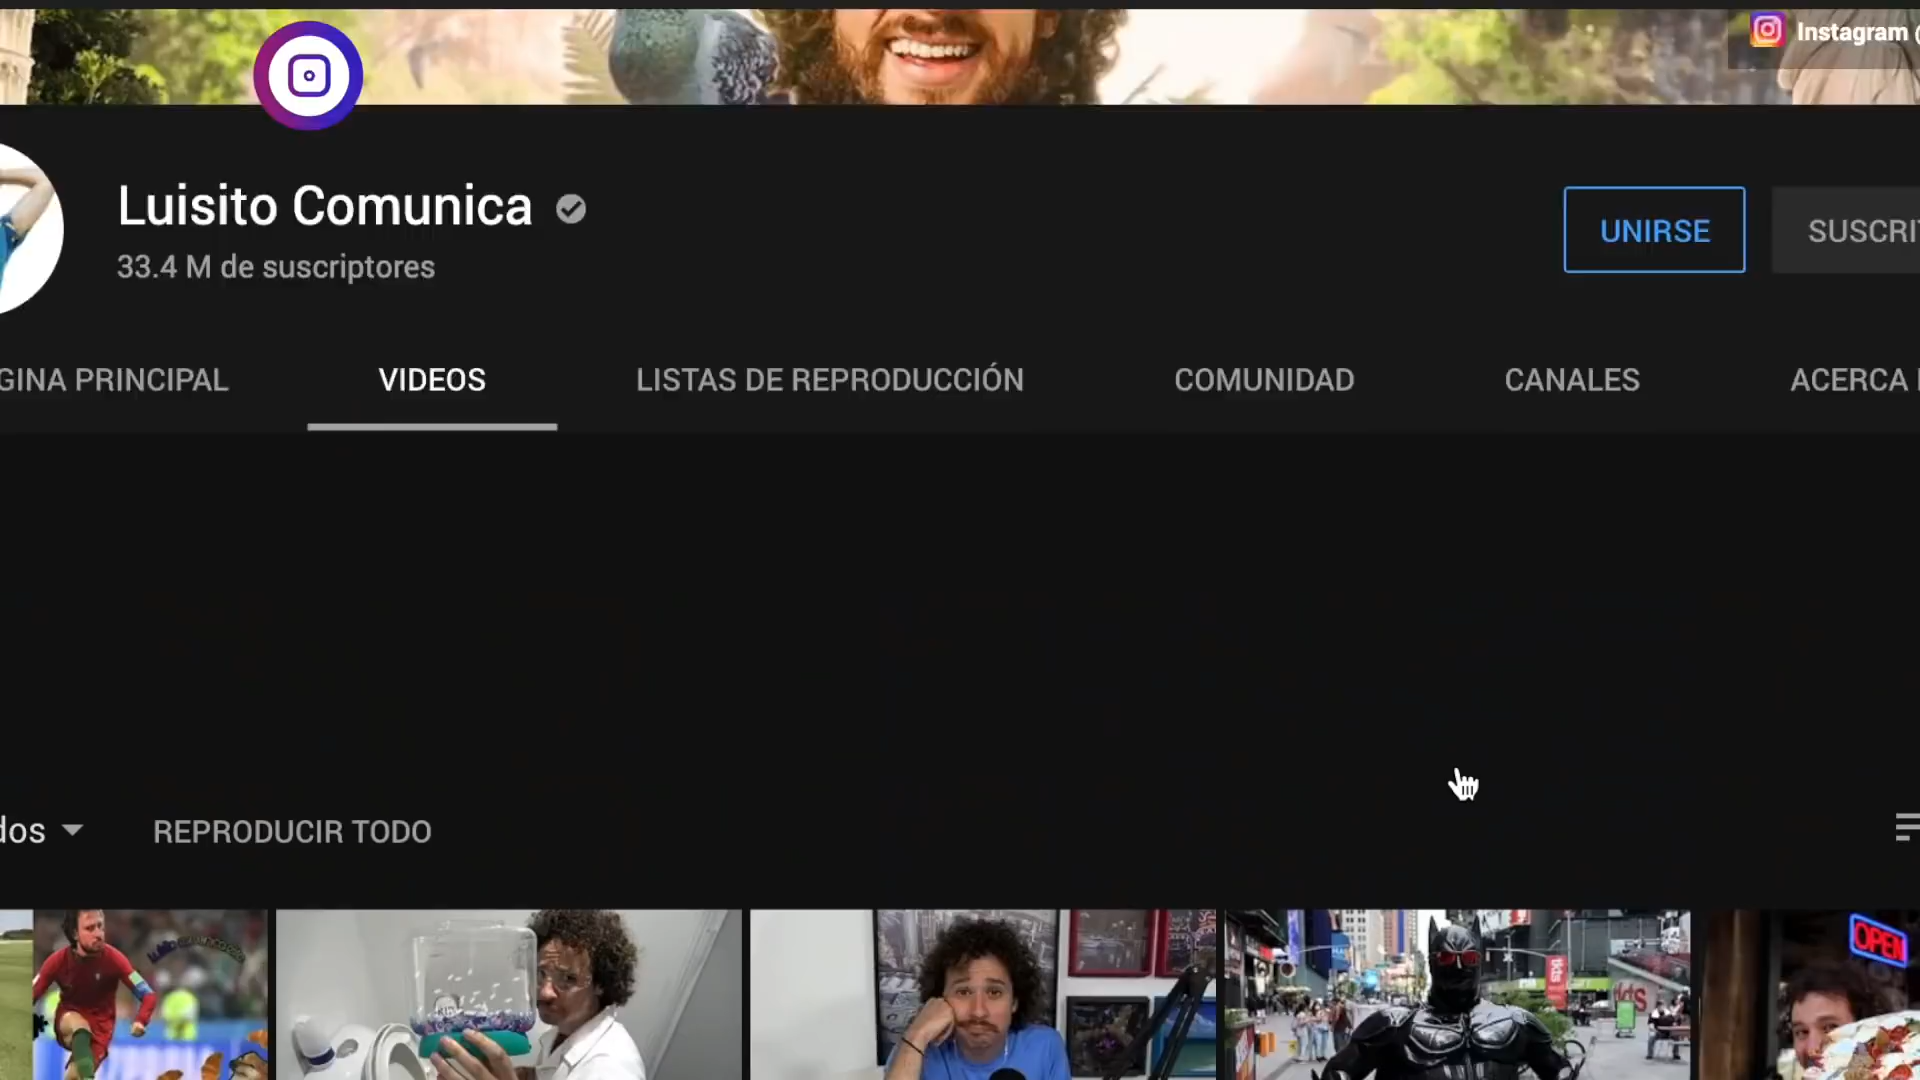 Instagram
Luisito Comunica
33.4 M de suscriptores
UNIRSE
SUSCRIT
GINA PRINCIPAL
VIDEOS
LISTAS DE REPRODUCCIÓN
COMUNIDAD
CANALES
ACERCA
dos
REPRODUCIR TODO
OPEN